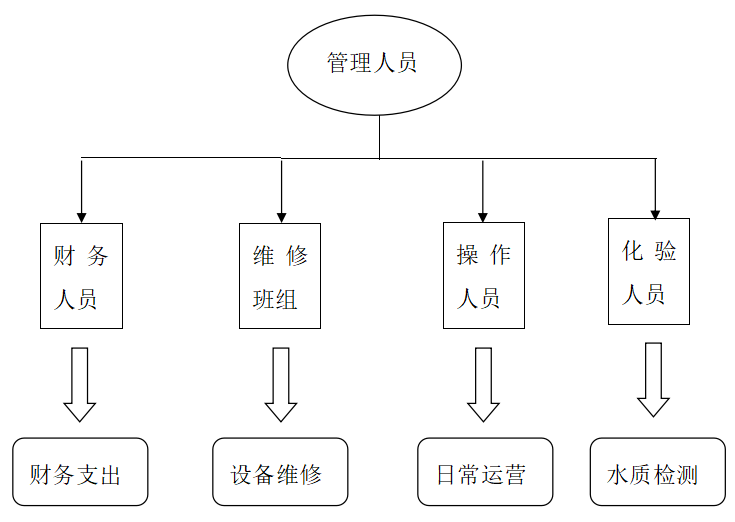 管理人员
财务
人员
维修
班组
操作
人员
化验
人员
财务支出
设备维修
日常运营
水质检测